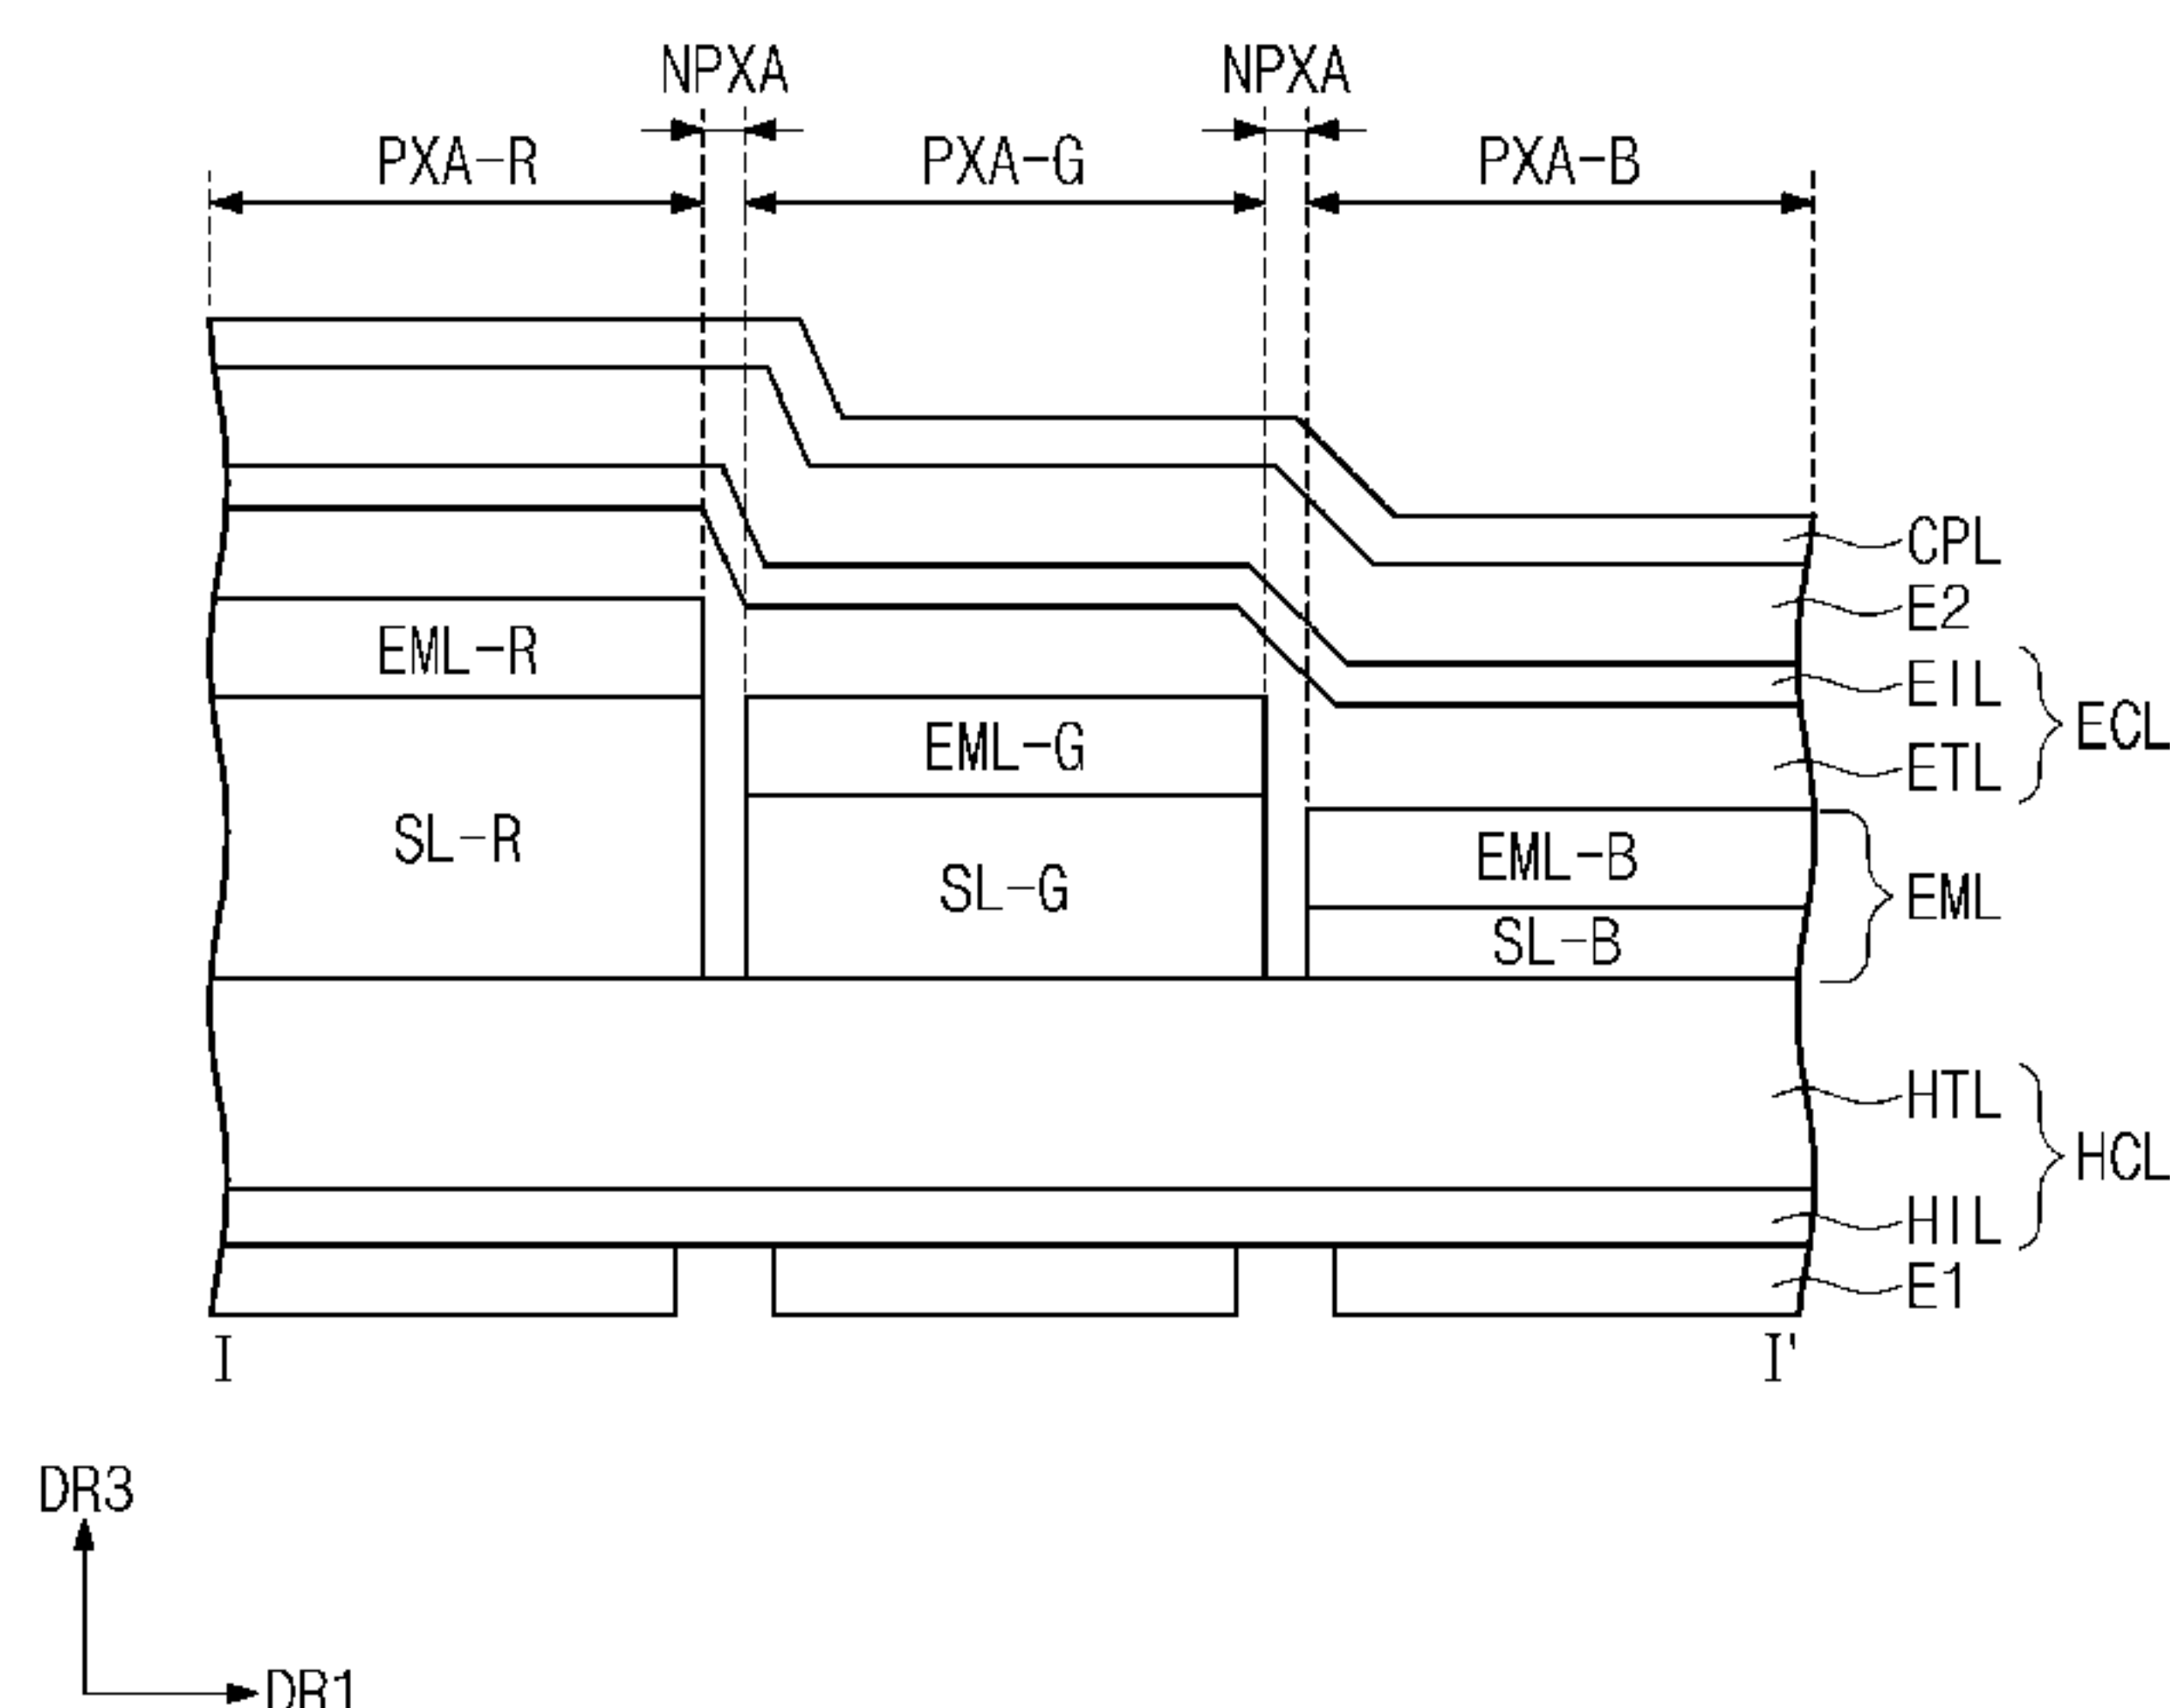 NPXA
NPXA
PXA-R
PXA-G
PXA-B
CPL
E2
EML-R
EIL
ECL
EML-G
ETL
SL-R
EML-B
SL-G
EML
SL-B
HTL
HCL
HIL
E1
I
I'
DR3
DR1